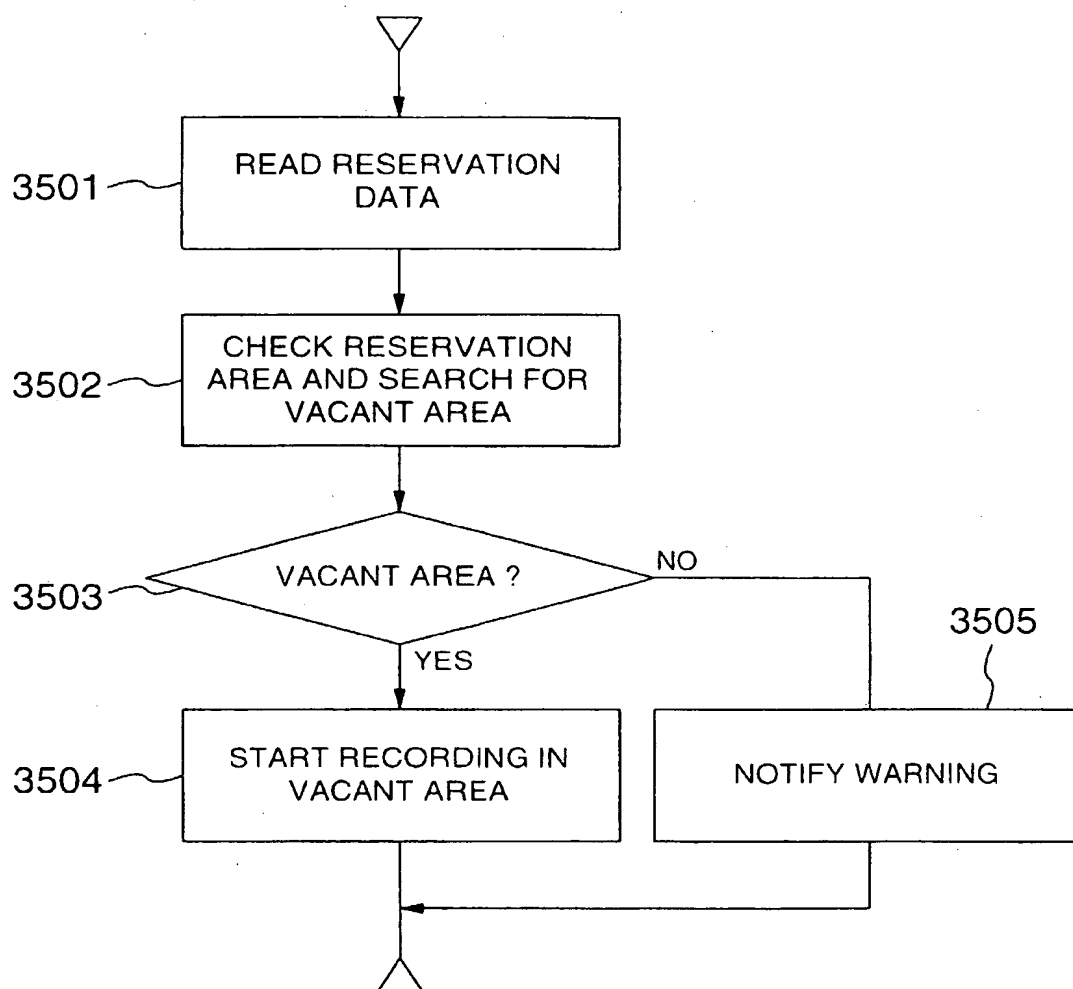 3501
READ RESERVATION
DATA
3502
CHECK RESERVATION
AREA AND SEARCH FOR
VACANT AREA
3503
VACANT AREA ?
NO
YES
3505
3504
START RECORDING IN
VACANT AREA
NOTIFY WARNING